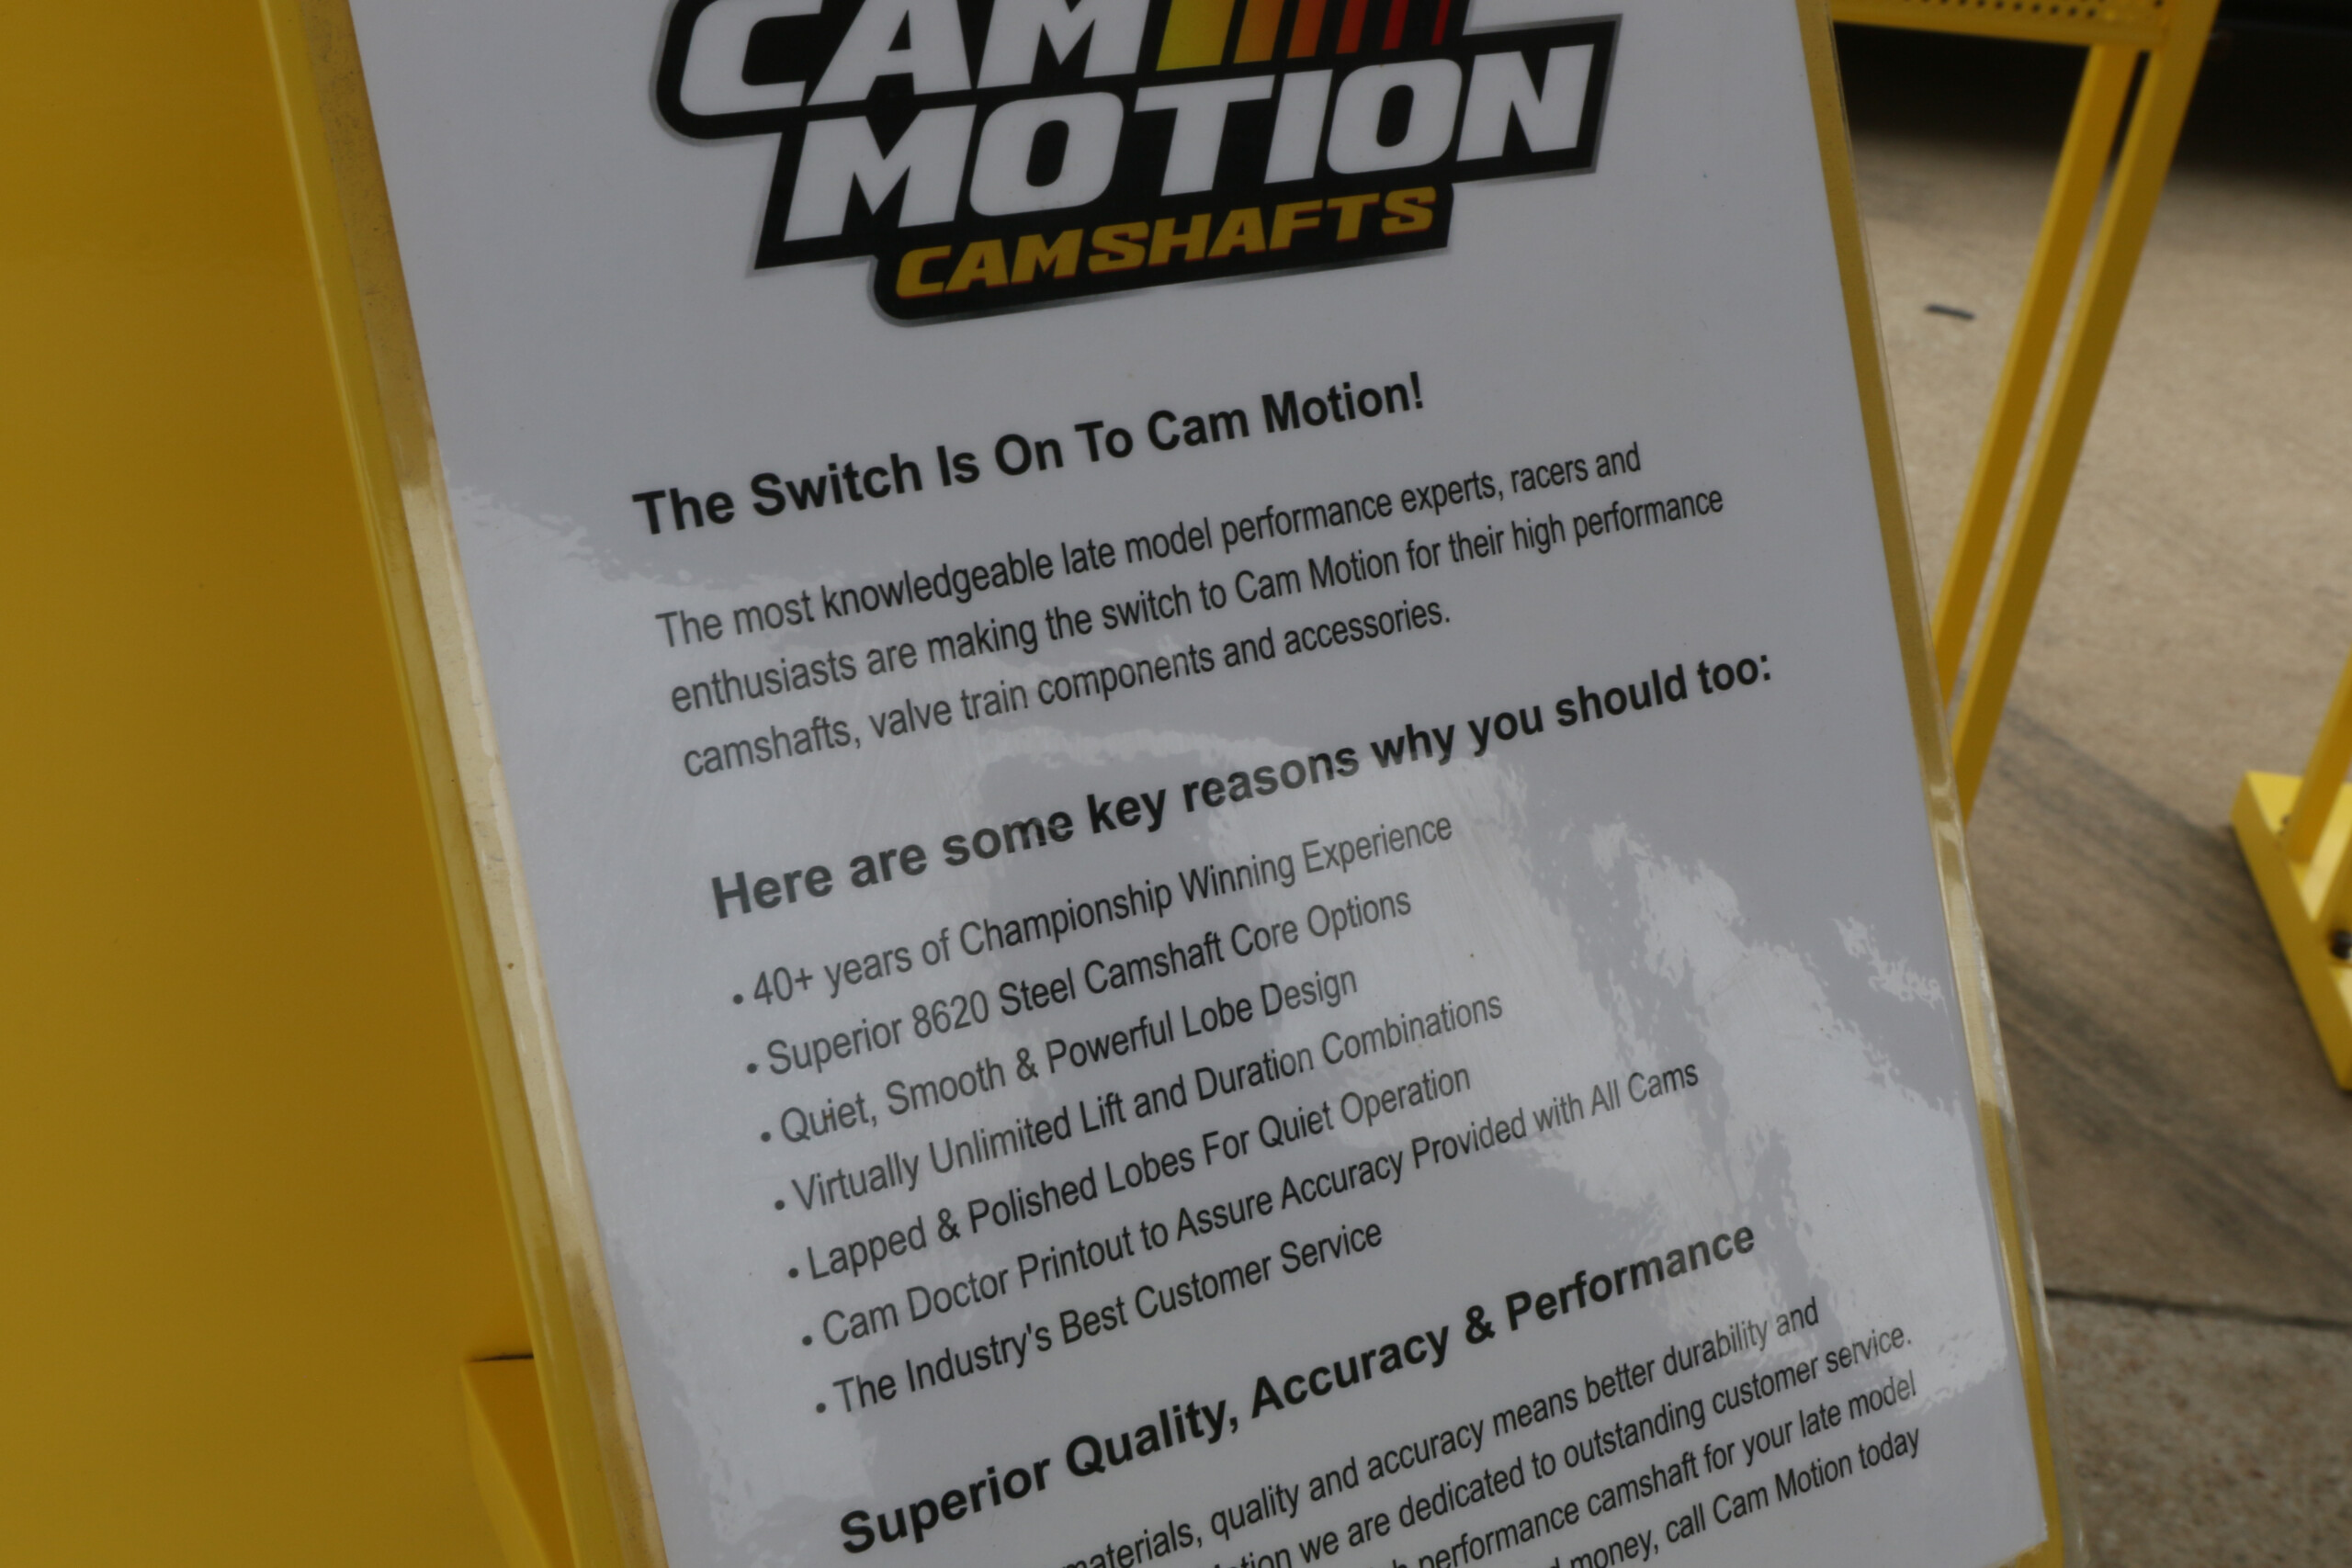 CAM
MOTION
CAMSHAFTS
The Switch Is On To Cam Motion!
The most knowledgeable late model performance experts, racers and
enthusiasts are making the switch to Cam Motion for their high performance
camshafts, valve train components and accessories.
Here are some key reasons why you should too:
• 40+ years of Championship Winning Experience
• Superior 8620 Steel Camshaft Core Options
• Quiet, Smooth & Powerful Lobe Design
• Virtually Unlimited Lift and Duration Combinations
• Lapped & Polished Lobes For Quiet Operation
• Cam Doctor Printout to Assure Accuracy Provided with All Cams
• The Industry's Best Customer Service
Superior Quality, Accuracy & Performance
materials, quality and accuracy means better durability and
we are dedicated to outstanding customer service.
performance camshaft for your late model
money, call Cam Motion today